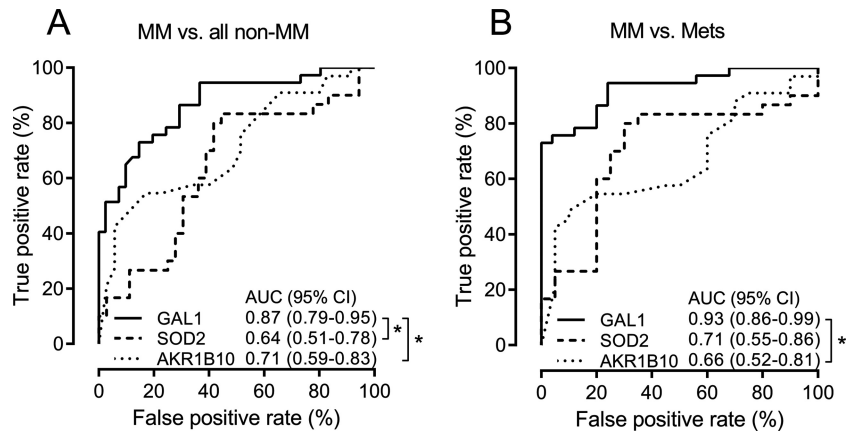 A
MM vs. all non-MM
True positive rate (%)
100
80
60
40
20
0
AUC (95% CI)
GAL1 0.87 (0.79-0.95)
SOD2 0.64 (0.51-0.78)
AKR1B10 0.71 (0.59-0.83)
*
*
0 20 40 60 80 100
False positive rate (%)
B
MM vs. Mets
True positive rate (%)
100
80
60
40
20
0
AUC (95% CI)
GAL1 0.93 (0.86-0.99)
SOD2 0.71 (0.55-0.86)
AKR1B10 0.66 (0.52-0.81)
*
0 20 40 60 80 100
False positive rate (%)